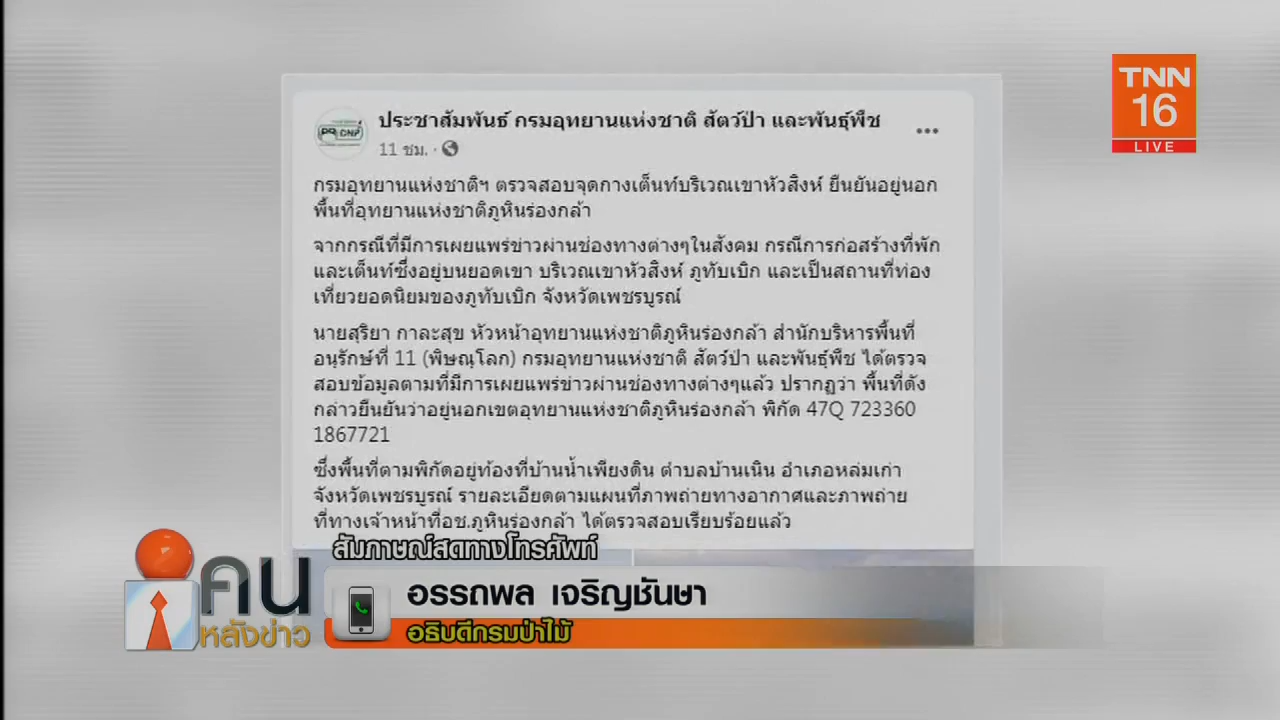 TNN
16
LIVE
PR DNP
ประชาสัมพันธ์ กรมอุทยานแห่งชาติ สัตว์ป่า และพันธุ์พืช
11 ชม.
กรมอุทยานแห่งชาติฯ ตรวจสอบจุดกางเต็นท์บริเวณเขาหัวสิงห์ ยืนยันอยู่นอก
พื้นที่อุทยานแห่งชาติภูหินร่องกล้า
จากกรณีที่มีการเผยแพร่ข่าวผ่านช่องทางต่างๆในสังคม กรณีการก่อสร้างที่พัก
และเต็นท์ซึ่งอยู่บนยอดเขา บริเวณเขาหัวสิงห์ ภูทับเบิก และเป็นสถานที่ท่อง
เที่ยวยอดนิยมของภูทับเบิก จังหวัดเพชรบูรณ์
นายสุริยา กาละสุข หัวหน้าอุทยานแห่งชาติภูหินร่องกล้า สำนักบริหารพื้นที่
อนุรักษ์ที่ 11 (พิษณุโลก) กรมอุทยานแห่งชาติ สัตว์ป่า และพันธุ์พืช ได้ตรวจ
สอบข้อมูลตามที่มีการเผยแพร่ข่าวผ่านช่องทางต่างๆแล้ว ปรากฏว่า พื้นที่ดัง
กล่าวยืนยันว่าอยู่นอกเขตอุทยานแห่งชาติภูหินร่องกล้า พิกัด 47Q 723360
1867721
ซึ่งพื้นที่ตามพิกัดอยู่ท้องที่บ้านน้ำเพียงดิน ตำบลบ้านเนิน อำเภอหล่มเก่า
จังหวัดเพชรบูรณ์ รายละเอียดตามแผนที่ภาพถ่ายทางอากาศและภาพถ่าย
ที่ทางเจ้าหน้าที่อช.ภูหินร่องกล้า ได้ตรวจสอบเรียบร้อยแล้ว
สัมภาษณ์สดทางโทรศัพท์
คนหลังข่าว
อรรถพล เจริญชันษา
อธิบดีกรมป่าไม้